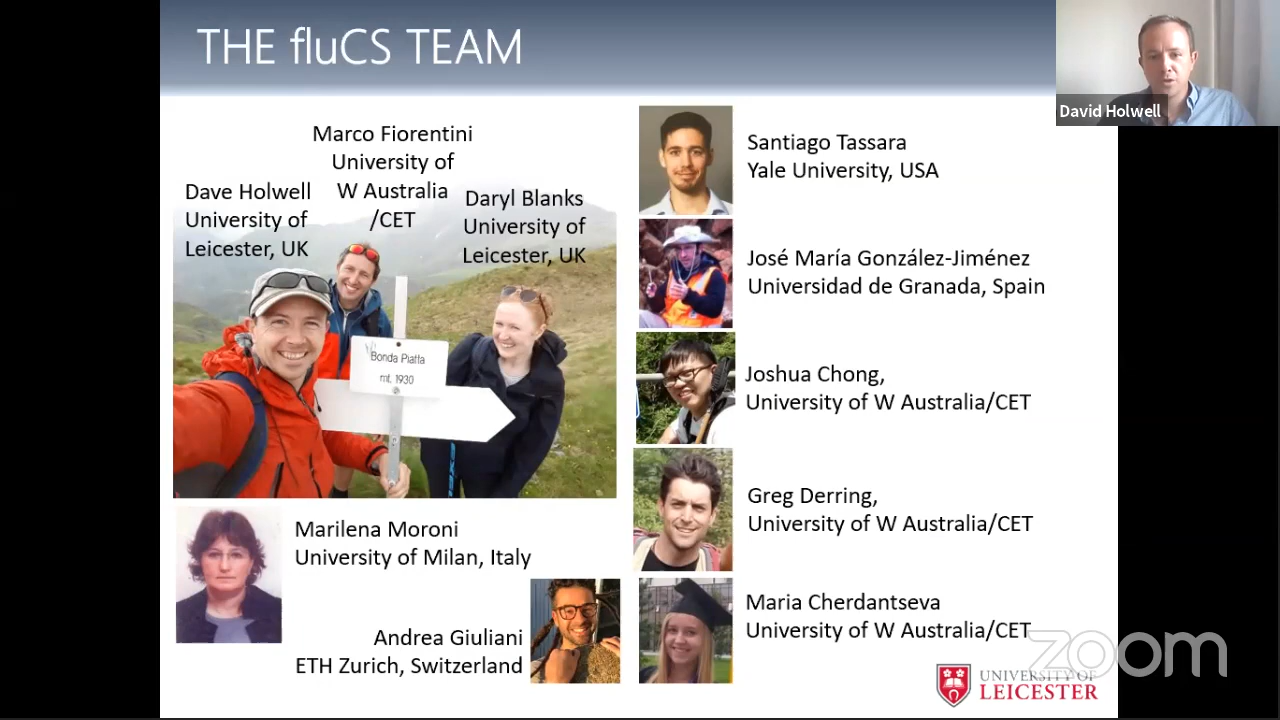 THE fluCS TEAM
David Holwell
Marco Fiorentini
University of
W Australia
/CET
Dave Holwell
University of
Leicester, UK
Daryl Blanks
University of
Leicester, UK
Bonda Piatta
mt. 1930
Marilena Moroni
University of Milan, Italy
Andrea Giuliani
ETH Zurich, Switzerland
Santiago Tassara
Yale University, USA
José María González-Jiménez
Universidad de Granada, Spain
Joshua Chong,
University of W Australia/CET
Greg Derring,
University of W Australia/CET
Maria Cherdantseva
University of W Australia/CET
zoom
UNIVERSITY OF
LEICESTER